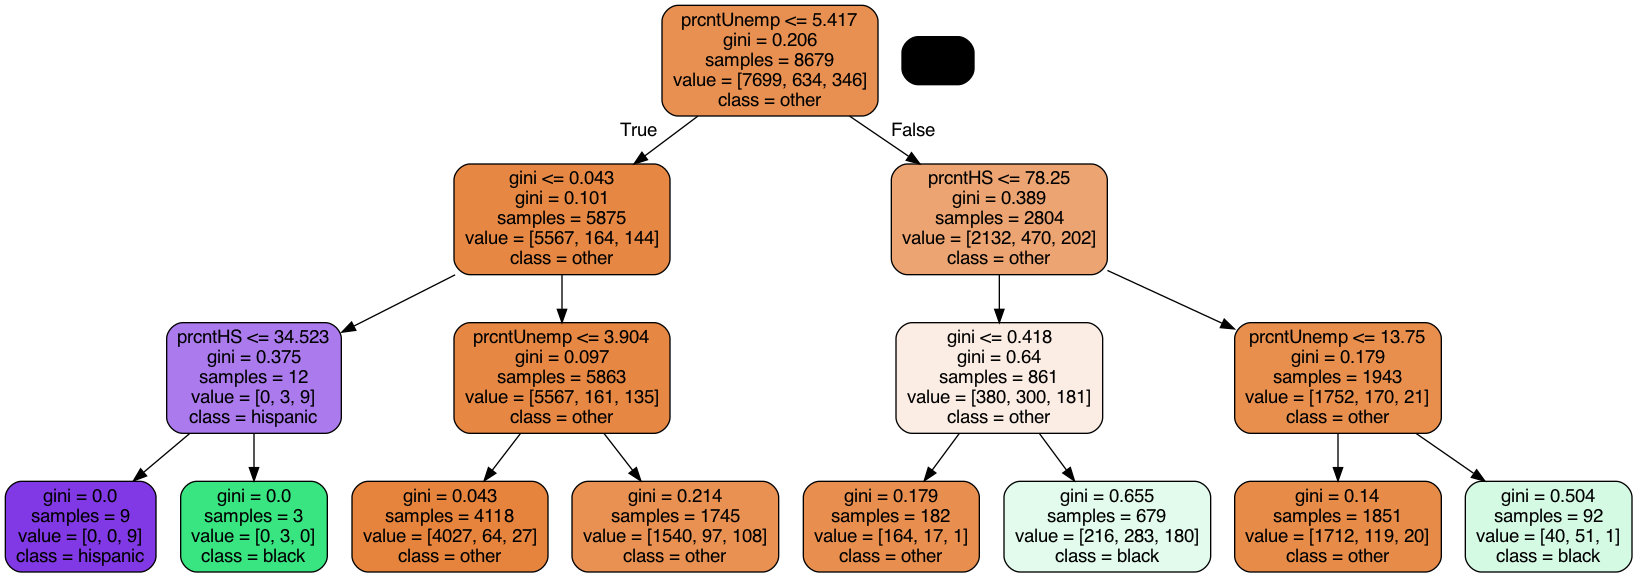 prcntUnemp <= 5.417
gini = 0.206
samples = 8679
value = [7699, 634, 346]
class = other
True
False
gini <= 0.043
gini = 0.101
samples = 5875
value = [5567, 164, 144]
class = other
prcntHS <= 78.25
gini = 0.389
samples = 2804
value = [2132, 470, 202]
class = other
prcntHS <= 34.523
gini = 0.375
samples = 12
value = [0, 3, 9]
class = hispanic
prcntUnemp <= 3.904
gini = 0.097
samples = 5863
value = [5567, 161, 135]
class = other
gini <= 0.418
gini = 0.64
samples = 861
value = [380, 300, 181]
class = other
prcntUnemp <= 13.75
gini = 0.179
samples = 1943
value = [1752, 170, 21]
class = other
gini = 0.0
samples = 9
value = [0, 0, 9]
class = hispanic
gini = 0.0
samples = 3
value = [0, 3, 0]
class = black
gini = 0.043
samples = 4118
value = [4027, 64, 27]
class = other
gini = 0.214
samples = 1745
value = [1540, 97, 108]
class = other
gini = 0.179
samples = 182
value = [164, 17, 1]
class = other
gini = 0.655
samples = 679
value = [216, 283, 180]
class = black
gini = 0.14
samples = 1851
value = [1712, 119, 20]
class = other
gini = 0.504
samples = 92
value = [40, 51, 1]
class = black